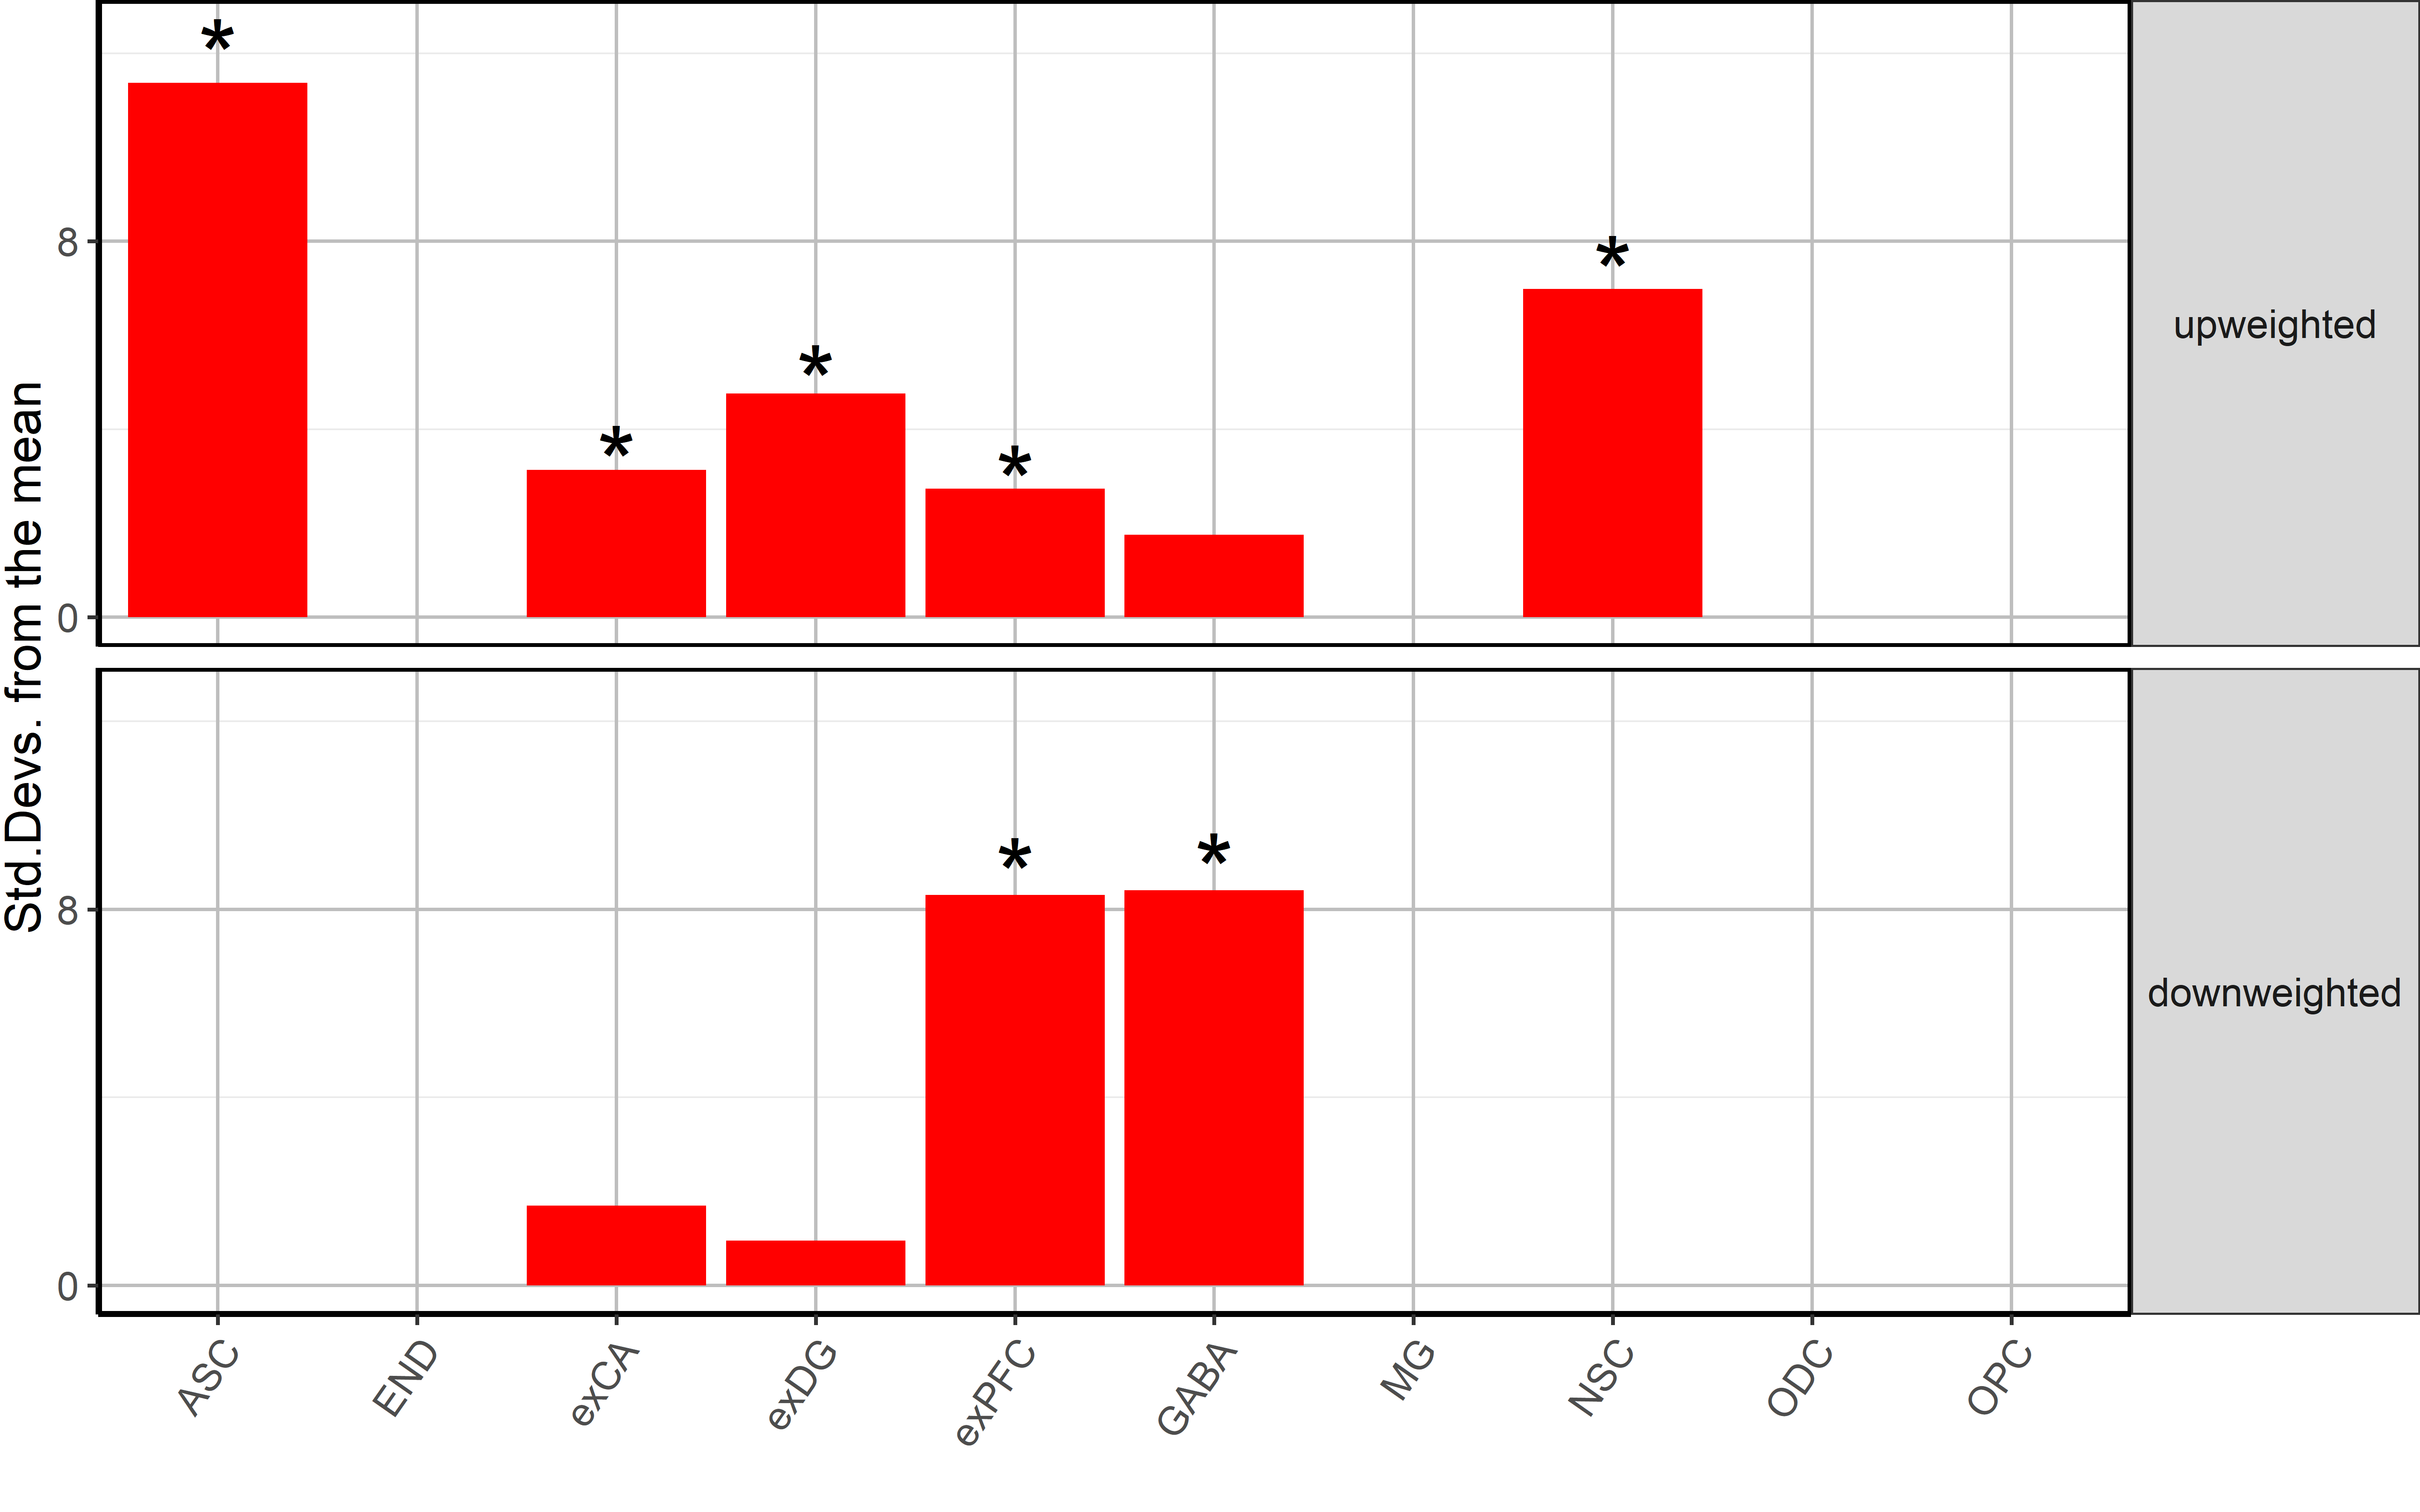 Std.Devs. from the mean
*
*
*
*
*
8
0
upweighted
*
*
8
0
downweighted
ASC
END
exCA
exDG
exPFC
GABA
MG
NSC
ODC
OPC